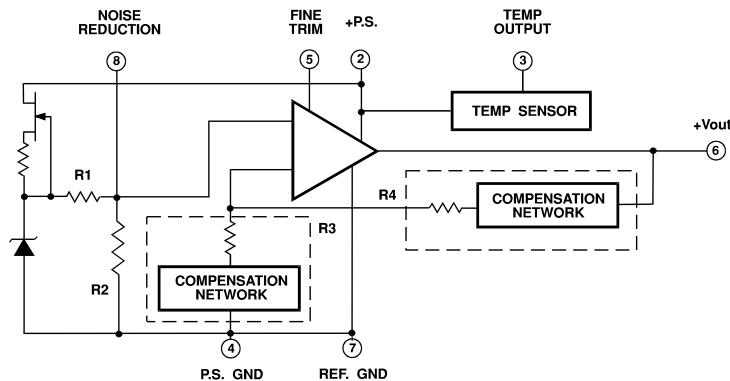 NOISE
REDUCTION
8
FINE
TRIM
5
+P.S.
2
TEMP
OUTPUT
3
TEMP SENSOR
+Vout
6
R1
R4
COMPENSATION
NETWORK
R3
R2
COMPENSATION
NETWORK
4
7
P.S. GND
REF. GND